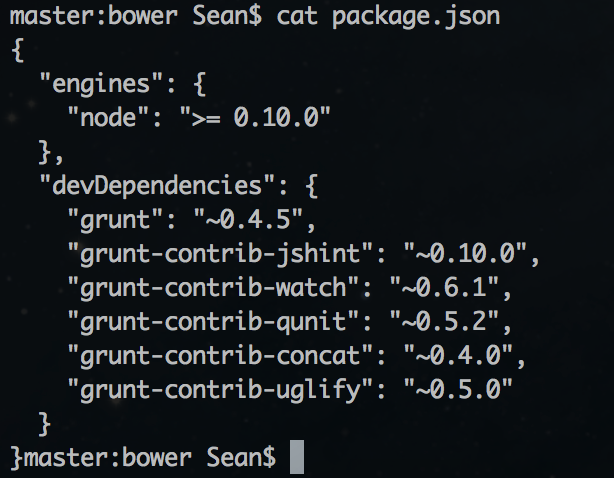 master:bower Sean$ cat package.json
{
  "engines": {
    "node": ">= 0.10.0"
  },
  "devDependencies": {
    "grunt": "~0.4.5",
    "grunt-contrib-jshint": "~0.10.0",
    "grunt-contrib-watch": "~0.6.1",
    "grunt-contrib-qunit": "~0.5.2",
    "grunt-contrib-concat": "~0.4.0",
    "grunt-contrib-uglify": "~0.5.0"
  }
}master:bower Sean$